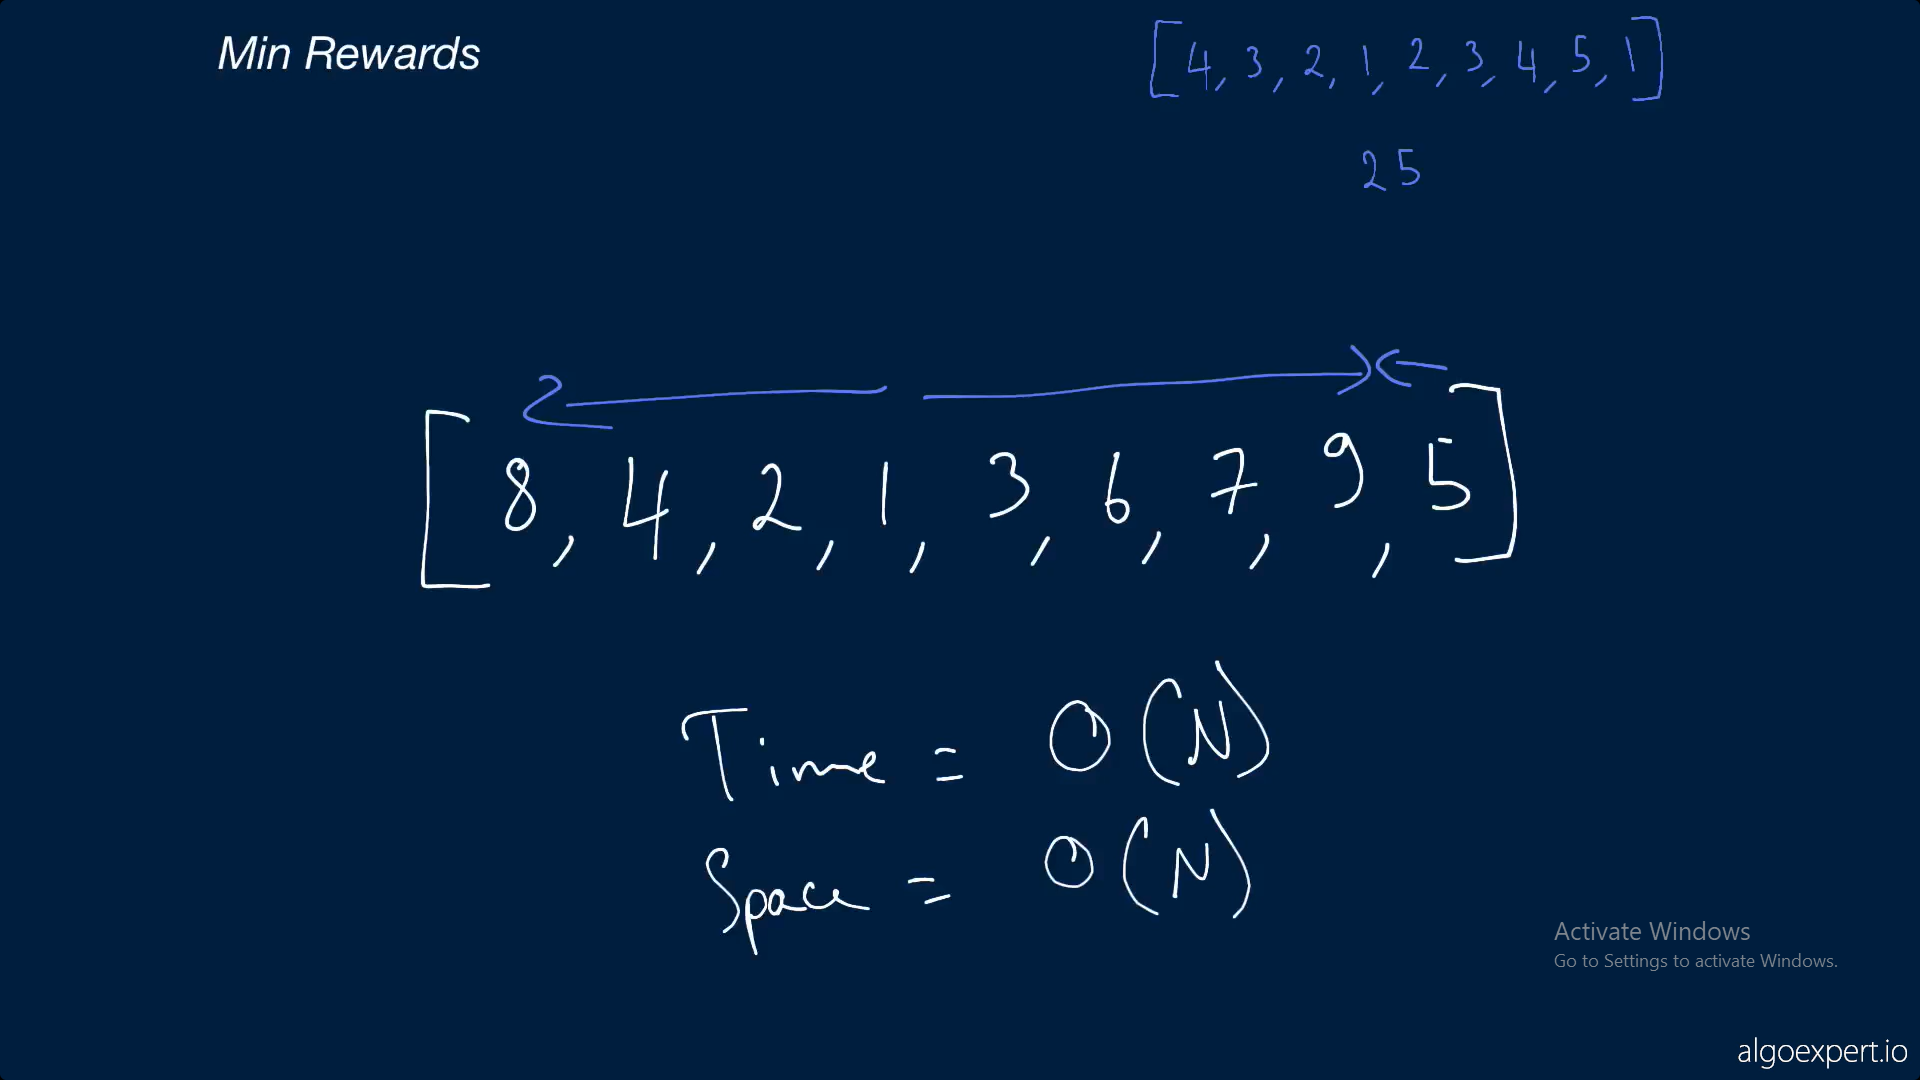 Min Rewards
[4, 3, 2, 1, 2, 3, 4, 5, 1]
25
[8, 4, 2, 1, 3, 6, 7, 9, 5]
Time = O(N)
Space = O(N)
Activate Windows
Go to Settings to activate Windows.
algoexpert.io